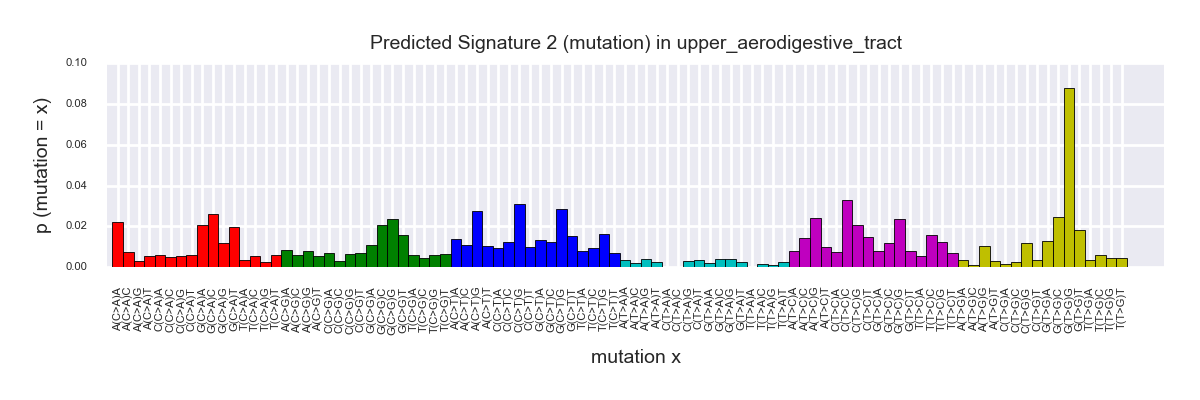 Predicted Signature 2 (mutation) in upper_aerodigestive_tract
p (mutation = x)
0.10
0.08
0.06
0.04
0.02
0.00
A(C>A)A
A(C>A)C
A(C>A)G
A(C>A)T
C(C>A)A
C(C>A)C
C(C>A)G
C(C>A)T
G(C>A)A
G(C>A)C
G(C>A)G
G(C>A)T
T(C>A)A
T(C>A)C
T(C>A)G
T(C>A)T
A(C>G)A
A(C>G)C
A(C>G)G
A(C>G)T
C(C>G)A
C(C>G)C
C(C>G)G
C(C>G)T
G(C>G)A
G(C>G)C
G(C>G)G
G(C>G)T
T(C>G)A
T(C>G)C
T(C>G)G
T(C>G)T
A(C>T)A
A(C>T)C
A(C>T)G
A(C>T)T
C(C>T)A
C(C>T)C
C(C>T)G
C(C>T)T
G(C>T)A
G(C>T)C
G(C>T)G
G(C>T)T
T(C>T)A
T(C>T)C
T(C>T)G
T(C>T)T
A(T>A)A
A(T>A)C
A(T>A)G
A(T>A)T
C(T>A)A
C(T>A)C
C(T>A)G
C(T>A)T
G(T>A)A
G(T>A)C
G(T>A)G
G(T>A)T
T(T>A)A
T(T>A)C
T(T>A)G
T(T>A)T
A(T>C)A
A(T>C)C
A(T>C)G
A(T>C)T
C(T>C)A
C(T>C)C
C(T>C)G
C(T>C)T
G(T>C)A
G(T>C)C
G(T>C)G
G(T>C)T
T(T>C)A
T(T>C)C
T(T>C)G
T(T>C)T
A(T>G)A
A(T>G)C
A(T>G)G
A(T>G)T
C(T>G)A
C(T>G)C
C(T>G)G
C(T>G)T
G(T>G)A
G(T>G)C
G(T>G)G
G(T>G)T
T(T>G)A
T(T>G)C
T(T>G)G
T(T>G)T
mutation x